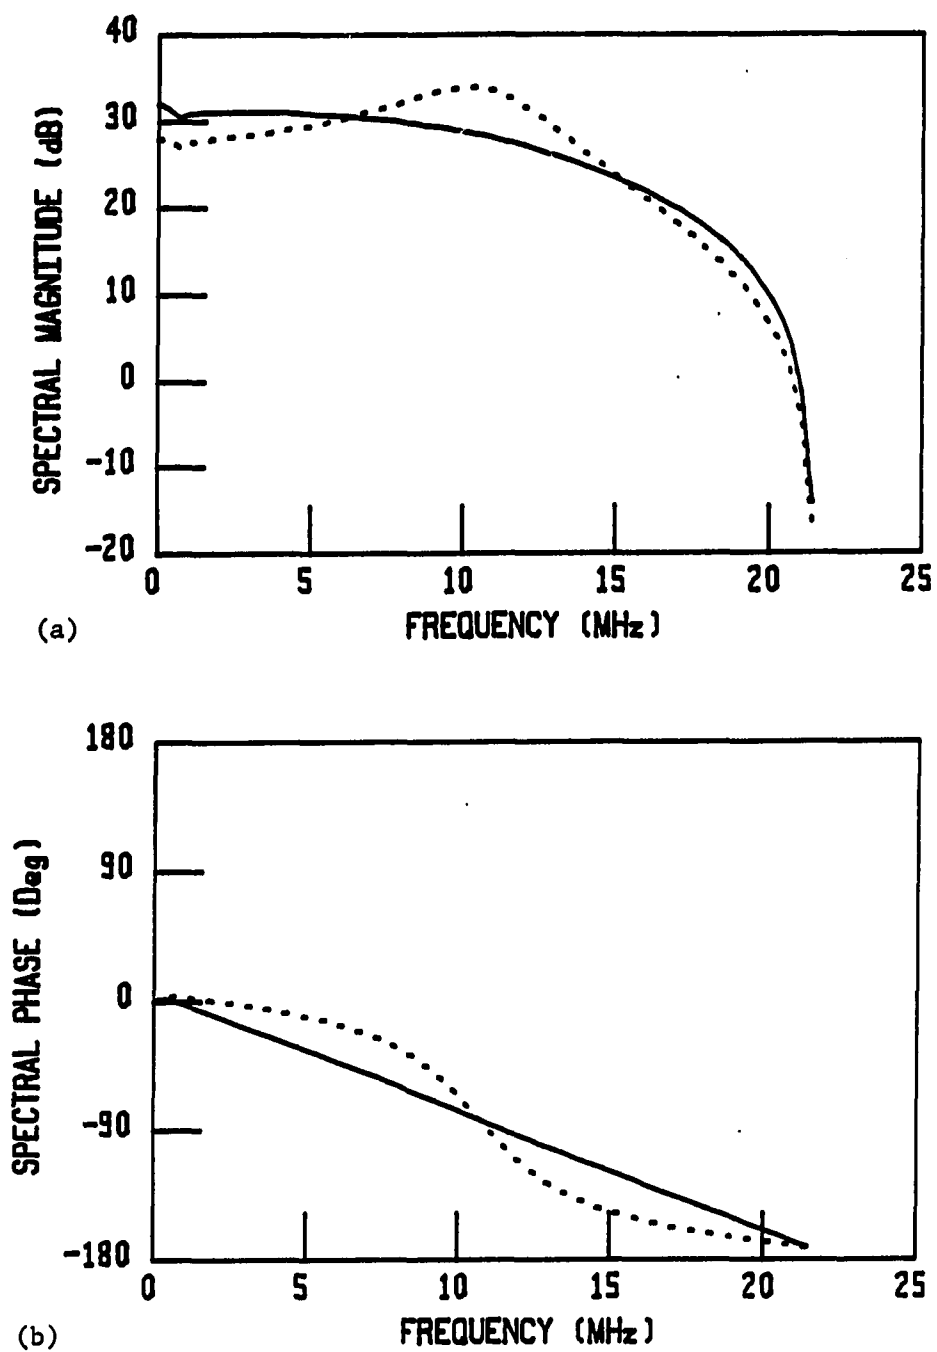 40
30
20
10
0
-10
-20
SPECTRAL MAGNITUDE (dB)
0 5 10 15 20 25
FREQUENCY (MHz)
(a)
180
90
0
-90
-180
SPECTRAL PHASE (Deg)
0 5 10 15 20 25
FREQUENCY (MHz)
(b)